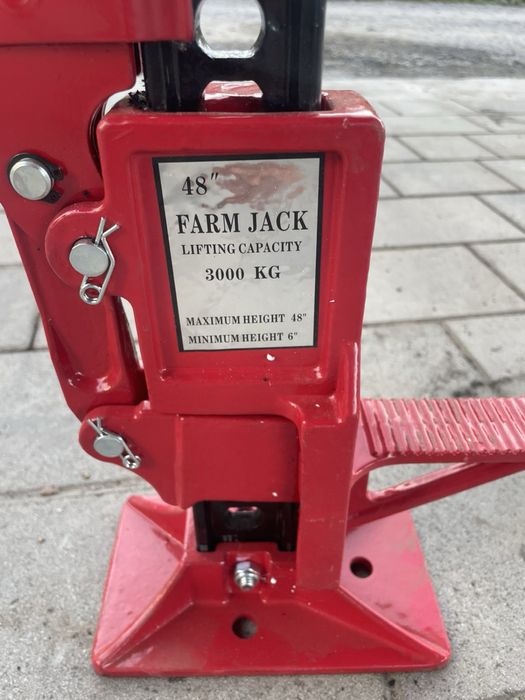 48"
FARM JACK
LIFTING CAPACITY
3000 KG
MAXIMUM HEIGHT 48"
MINIMUM HEIGHT 6"